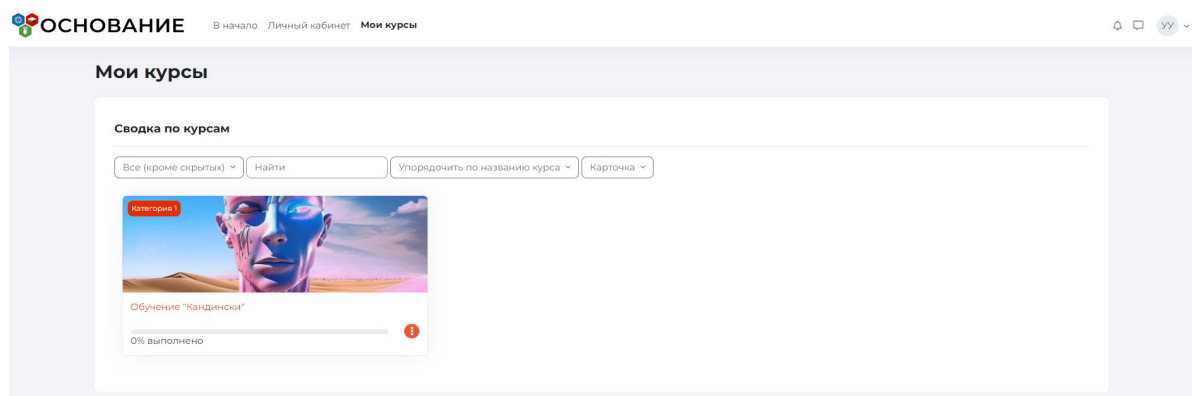 ОСНОВАНИЕ В начало Личный кабинет Мои курсы УУ
Мои курсы
Сводка по курсам
Все (кроме скрытых) Найти Упорядочить по названию курса Карточка
Категория 1
Обучение "Кандински"
0% выполнено